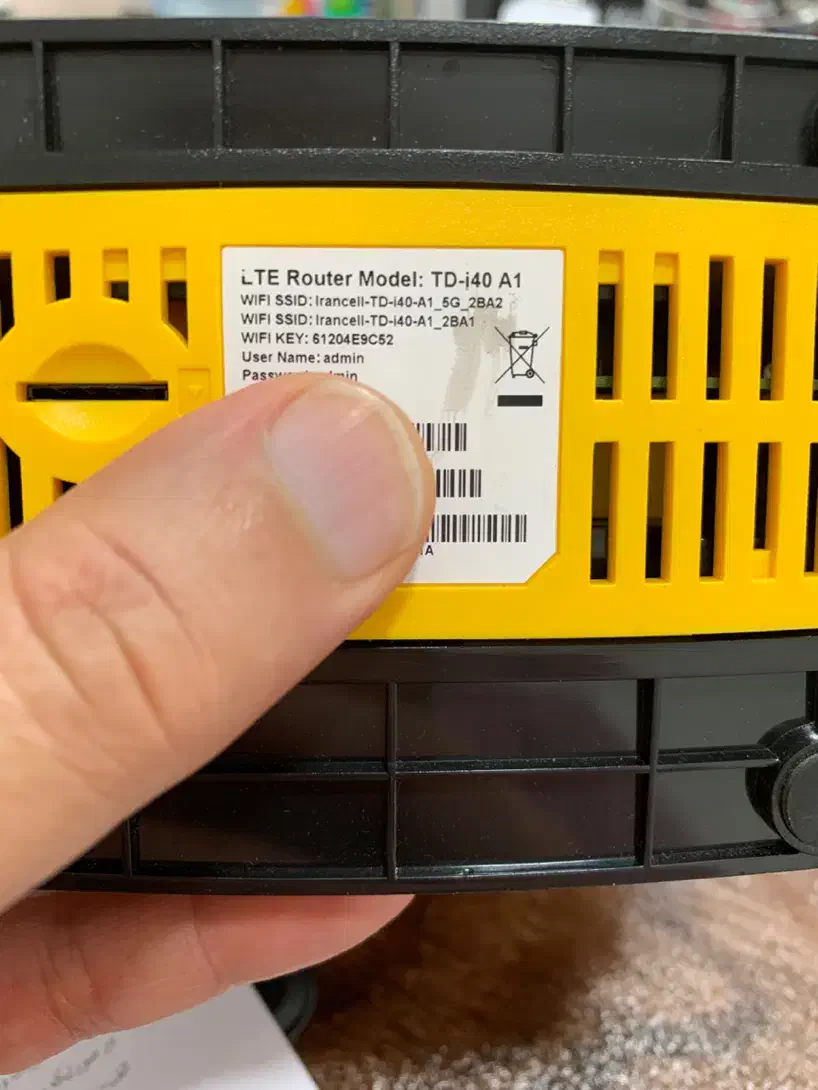 LTE Router Model: TD-i40 A1
WIFI SSID: Irancell-TD-i40-A1_5G_2BA2
WIFI SSID: Irancell-TD-i40-A1_2BA1
WIFI KEY: 61204E9C52
User Name: admin